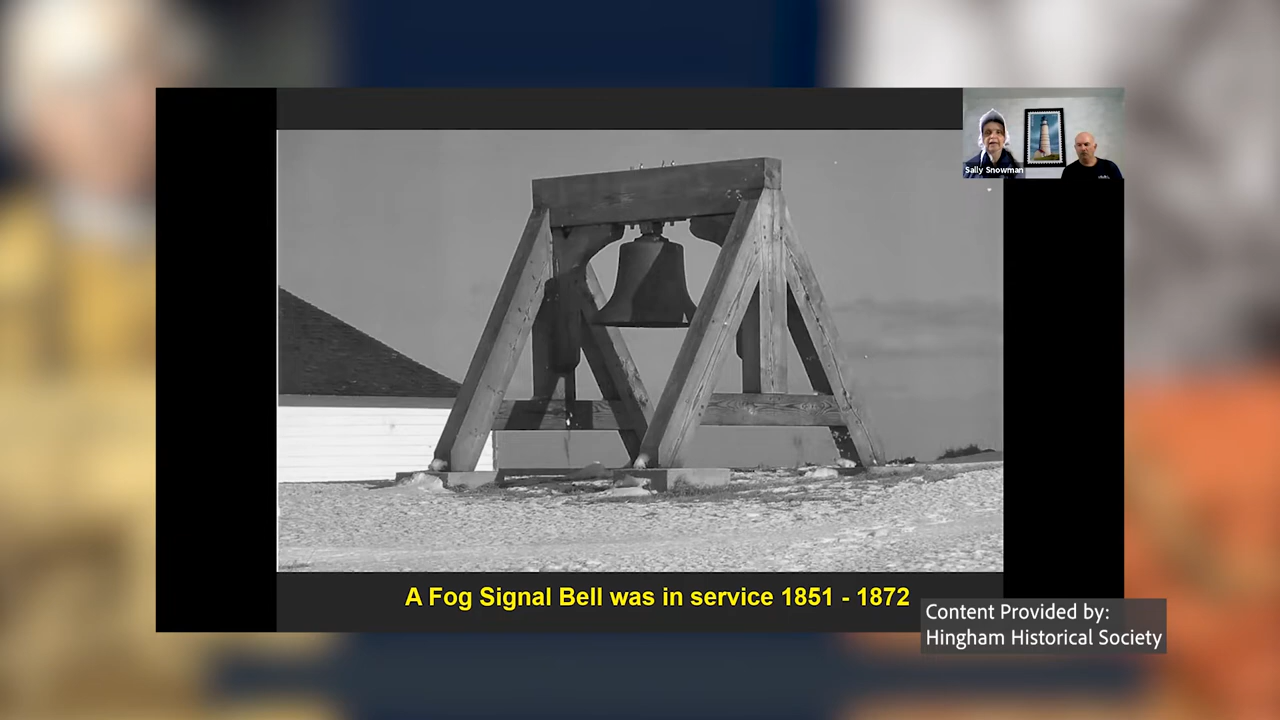 Sally Snowman
A Fog Signal Bell was in service 1851 - 1872
Content Provided by:
Hingham Historical Society